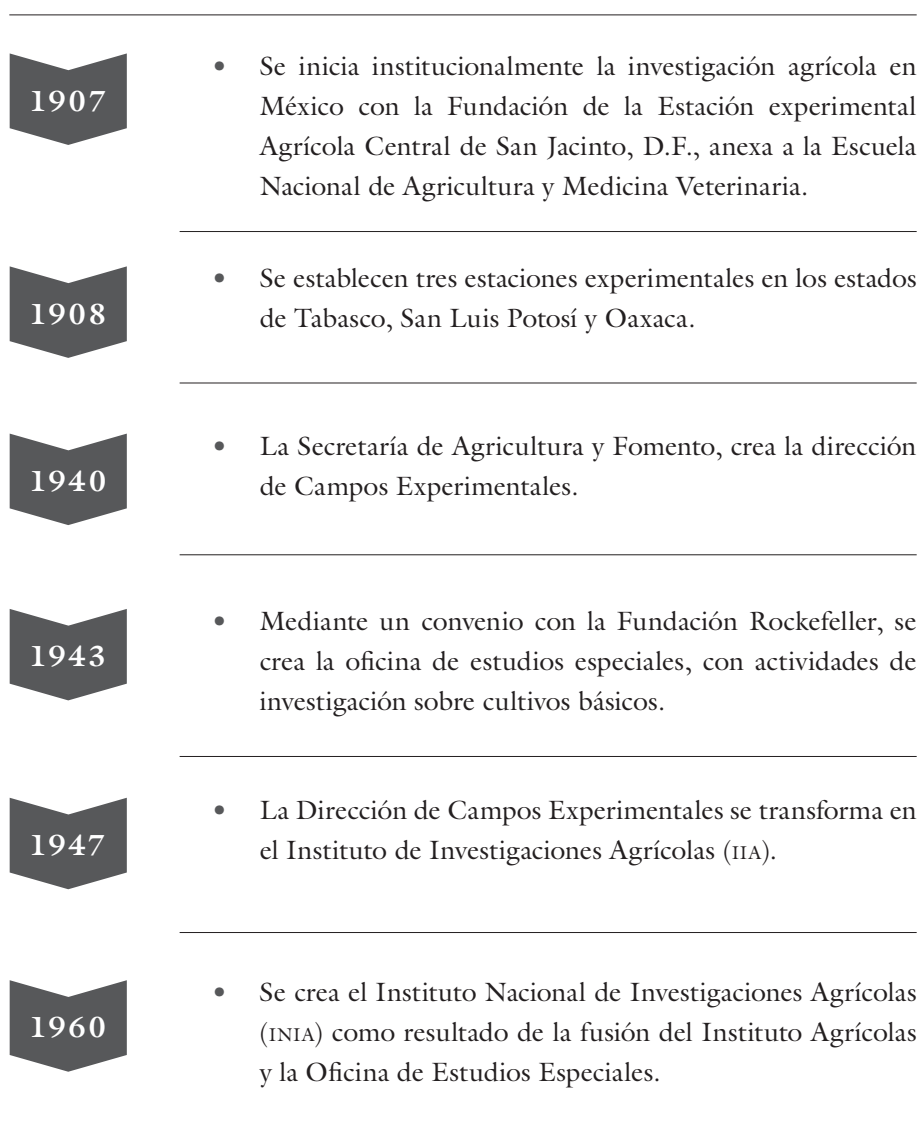 1907
• Se inicia institucionalmente la investigación agrícola en
México con la Fundación de la Estación experimental
Agrícola Central de San Jacinto, D.F., anexa a la Escuela
Nacional de Agricultura y Medicina Veterinaria.
1908
• Se establecen tres estaciones experimentales en los estados
de Tabasco, San Luis Potosí y Oaxaca.
1940
• La Secretaría de Agricultura y Fomento, crea la dirección
de Campos Experimentales.
1943
• Mediante un convenio con la Fundación Rockefeller, se
crea la oficina de estudios especiales, con actividades de
investigación sobre cultivos básicos.
1947
• La Dirección de Campos Experimentales se transforma en
el Instituto de Investigaciones Agrícolas (IIA).
1960
• Se crea el Instituto Nacional de Investigaciones Agrícolas
(INIA) como resultado de la fusión del Instituto Agrícolas
y la Oficina de Estudios Especiales.